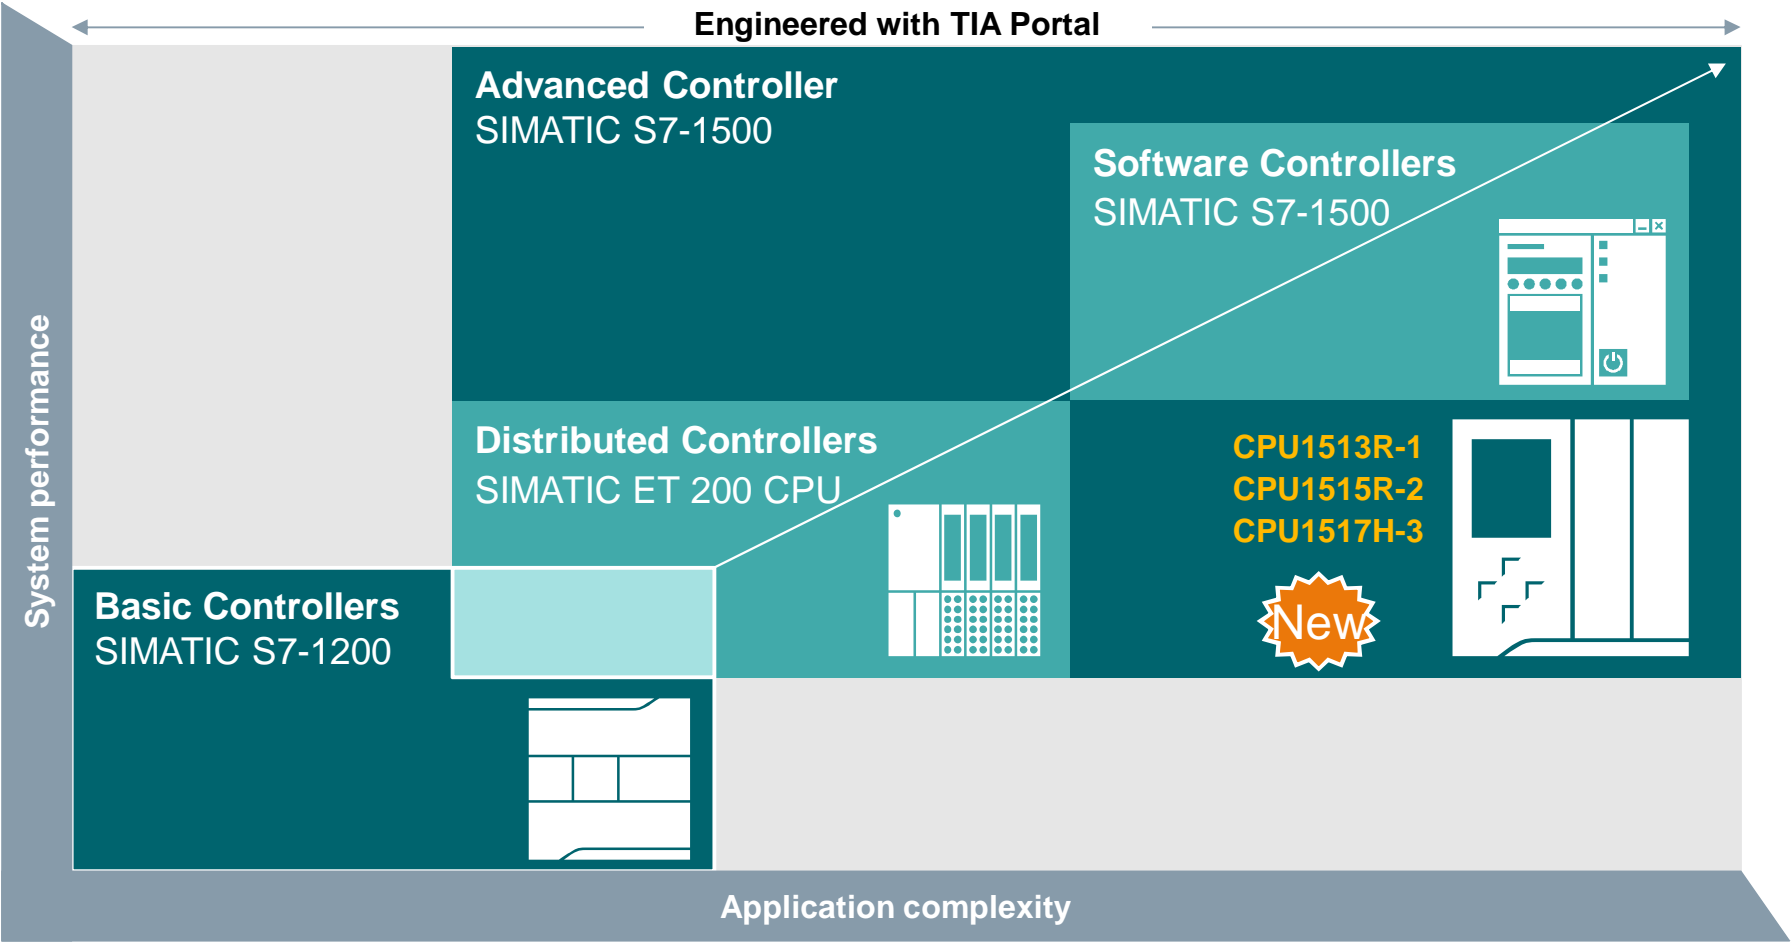 Engineered with TIA Portal
Advanced Controller
SIMATIC S7-1500
Software Controllers
SIMATIC S7-1500
Distributed Controllers
SIMATIC ET 200 CPU
CPU1513R-1
CPU1515R-2
CPU1517H-3
New
Basic Controllers
SIMATIC S7-1200
System performance
Application complexity